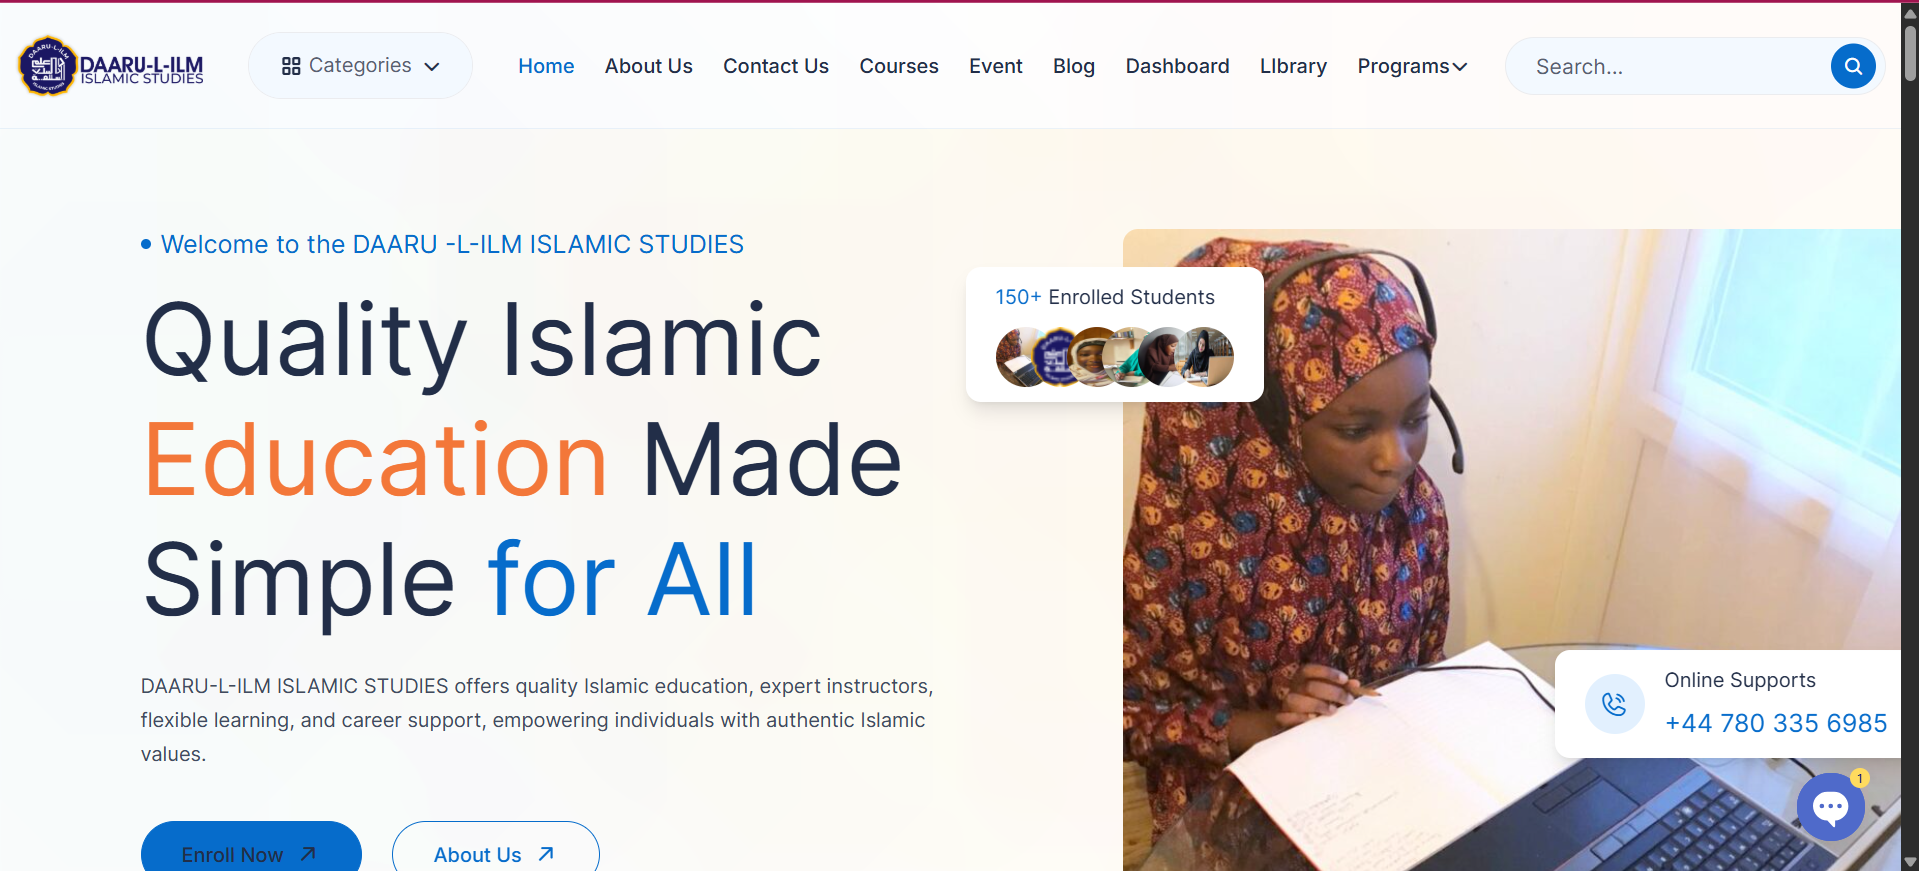 DAARU-L-ILM
ISLAMIC STUDIES
Categories
Home
About Us
Contact Us
Courses
Event
Blog
Dashboard
LIbrary
Programs
Search...
• Welcome to the DAARU -L-ILM ISLAMIC STUDIES
Quality Islamic
Education Made
Simple for All
DAARU-L-ILM ISLAMIC STUDIES offers quality Islamic education, expert instructors,
flexible learning, and career support, empowering individuals with authentic Islamic
values.
Enroll Now
About Us
150+ Enrolled Students
Online Supports
+44 780 335 6985
1